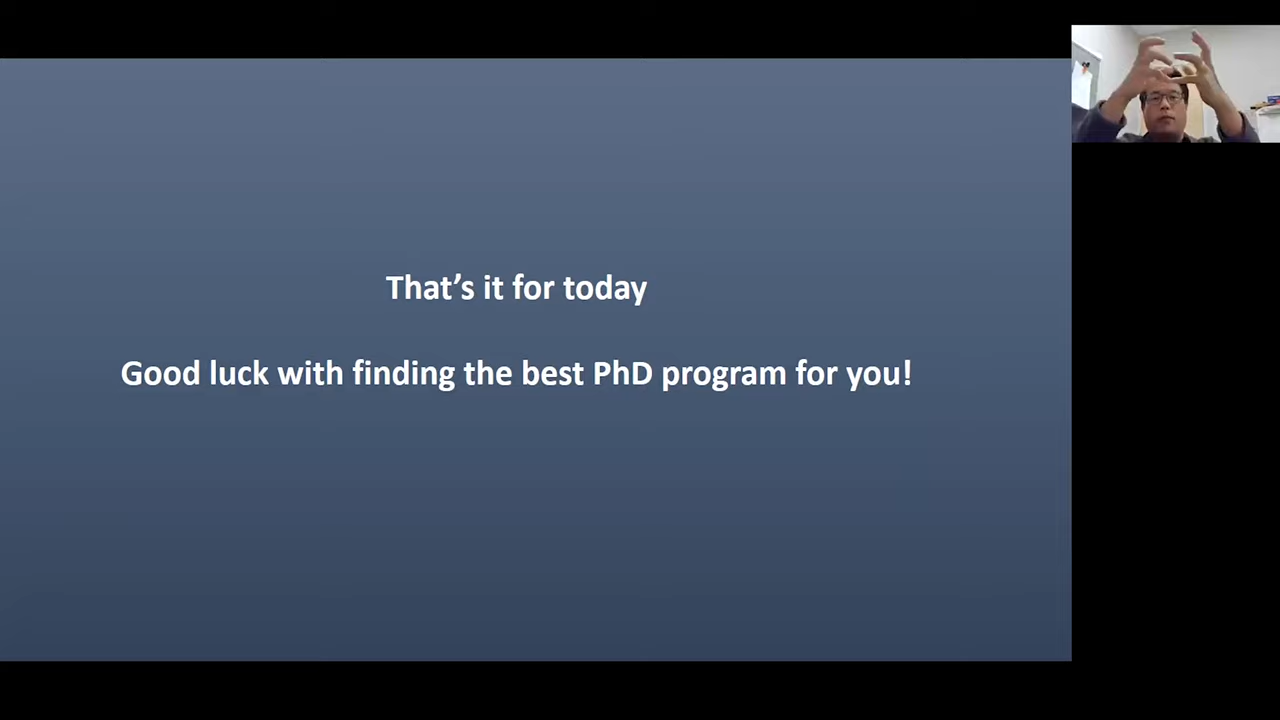 That’s it for today
Good luck with finding the best PhD program for you!